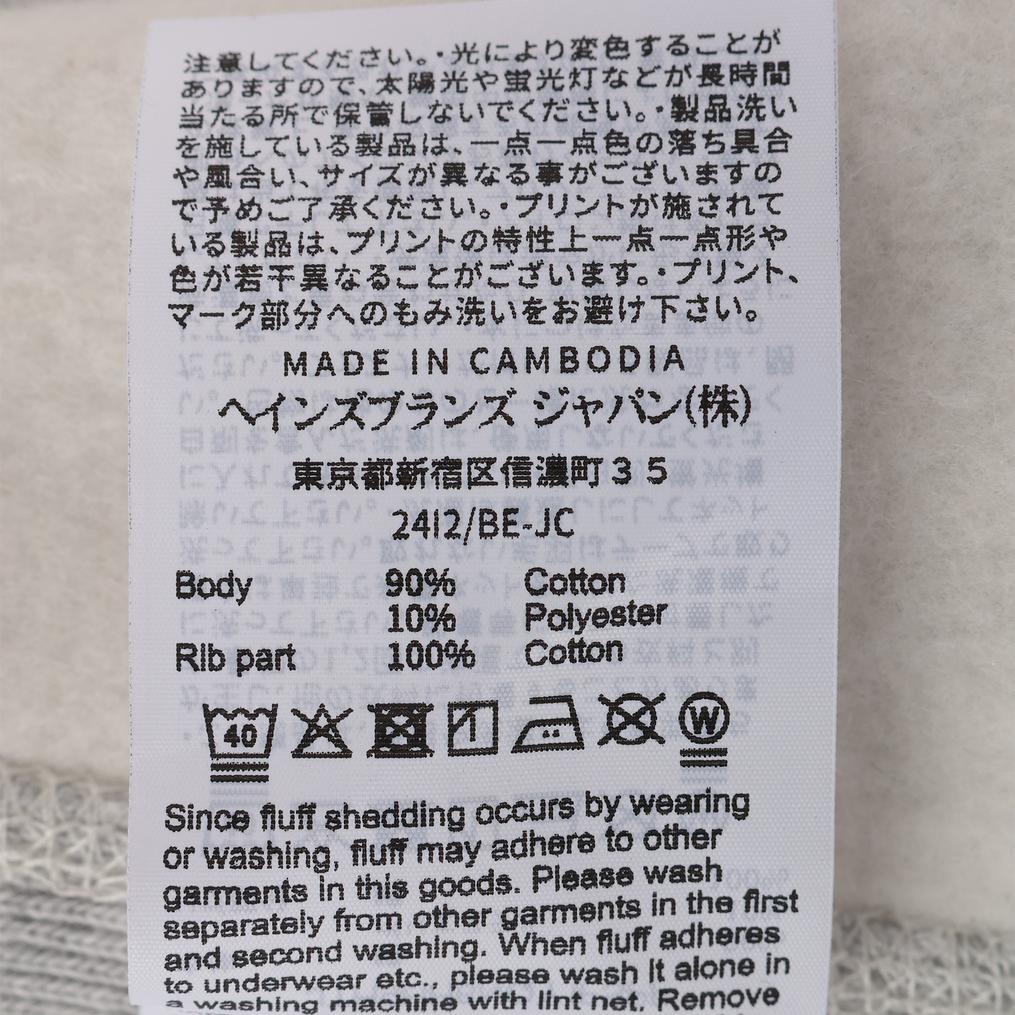 注意してください。・光により変色することが
ありますので、太陽光や蛍光灯などが長時間
当たる所で保管しないでください。・製品洗い
を施している製品は、一点一点色の落ち具合
や風合い、サイズが異なる事がございますの
で予めご了承ください。・プリントが施されて
いる製品は、プリントの特性上一点一点形や
色が若干異なることがございます。・プリント、
マーク部分へのもみ洗いをお避け下さい。
MADE IN CAMBODIA
ヘインズブランズ ジャパン(株)
東京都新宿区信濃町35
2412/BE-JC
Body 90% Cotton
10% Polyester
Rib part 100% Cotton
40 W
Since fluff shedding occurs by wearing
or washing, fluff may adhere to other
garments in this goods. Please wash
separately from other garments in the first
and second washing. When fluff adheres
to underwear etc., please wash it alone in
a washing machine with lint net. Remove